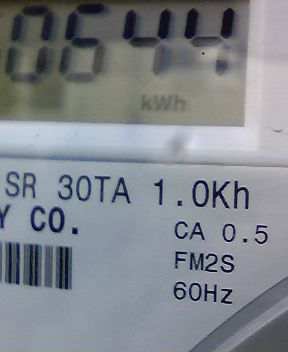 0644
kWh
SR 30TA 1.0Kh
Y CO.
CA 0.5
FM2S
60Hz